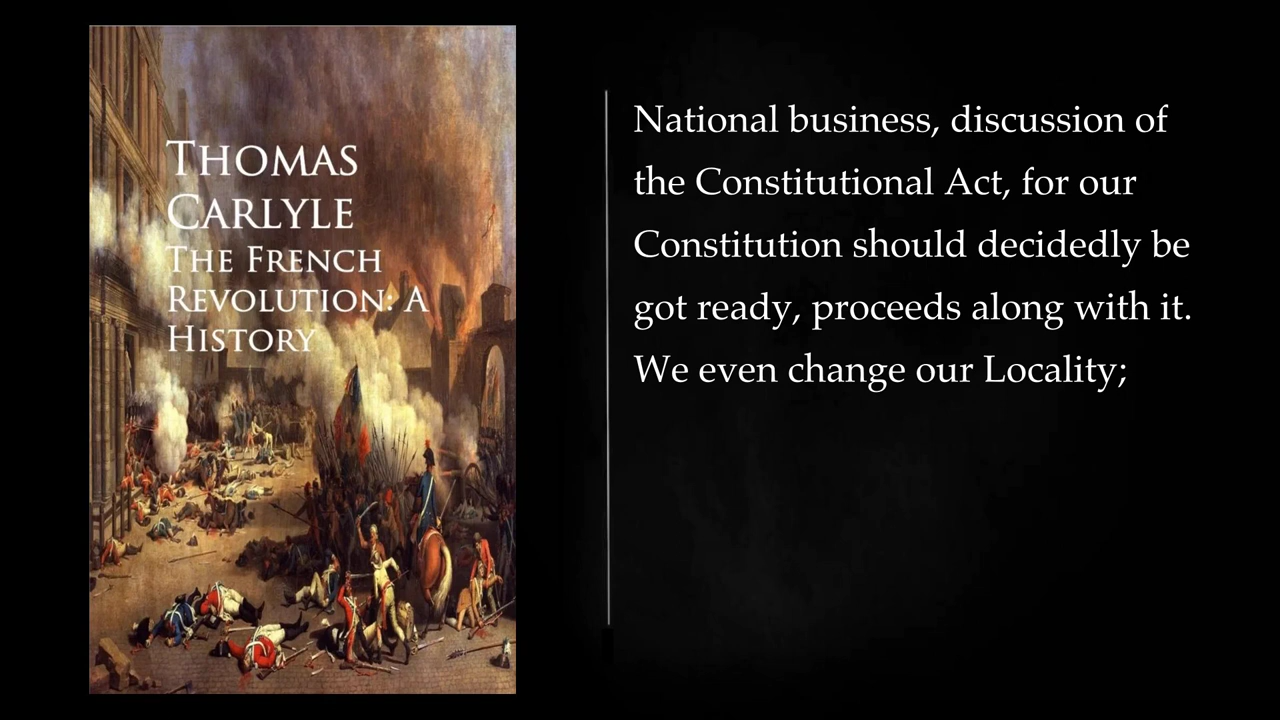 THOMAS
CARLYLE
THE FRENCH
REVOLUTION: A
HISTORY
National business, discussion of
the Constitutional Act, for our
Constitution should decidedly be
got ready, proceeds along with it.
We even change our Locality;